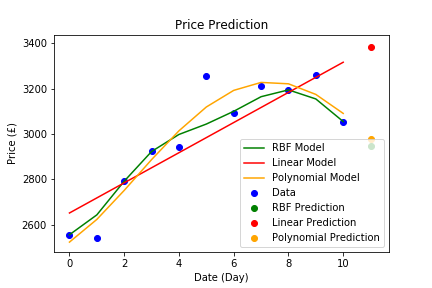 Price Prediction
3400
3200
3000
2800
2600
Price (£)
RBF Model
Linear Model
Polynomial Model
Data
RBF Prediction
Linear Prediction
Polynomial Prediction
0 2 4 6 8 10
Date (Day)